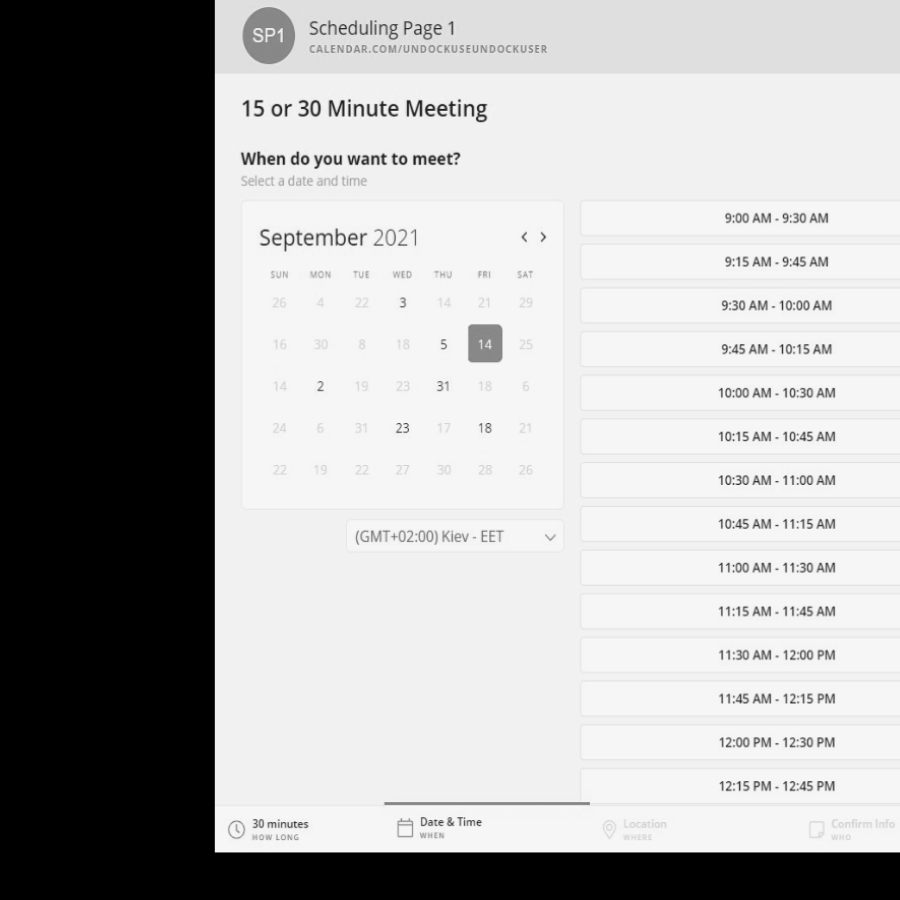 SP1
Scheduling Page 1
CALENDAR.COM/UNDOCKUSEUNDOCKUSER
15 or 30 Minute Meeting
When do you want to meet?
Select a date and time
September 2021
SUN MON TUE WED THU FRI SAT
26 4 22 3 14 21 29
16 30 8 18 5 14 25
14 2 19 23 31 18 6
24 6 31 23 17 18 21
22 19 22 27 30 28 26
(GMT+02:00) Kiev - EET
9:00 AM - 9:30 AM
9:15 AM - 9:45 AM
9:30 AM - 10:00 AM
9:45 AM - 10:15 AM
10:00 AM - 10:30 AM
10:15 AM - 10:45 AM
10:30 AM - 11:00 AM
10:45 AM - 11:15 AM
11:00 AM - 11:30 AM
11:15 AM - 11:45 AM
11:30 AM - 12:00 PM
11:45 AM - 12:15 PM
12:00 PM - 12:30 PM
12:15 PM - 12:45 PM
30 minutes
HOW LONG
Date & Time
WHEN
Location
WHERE
Confirm Info
WHO